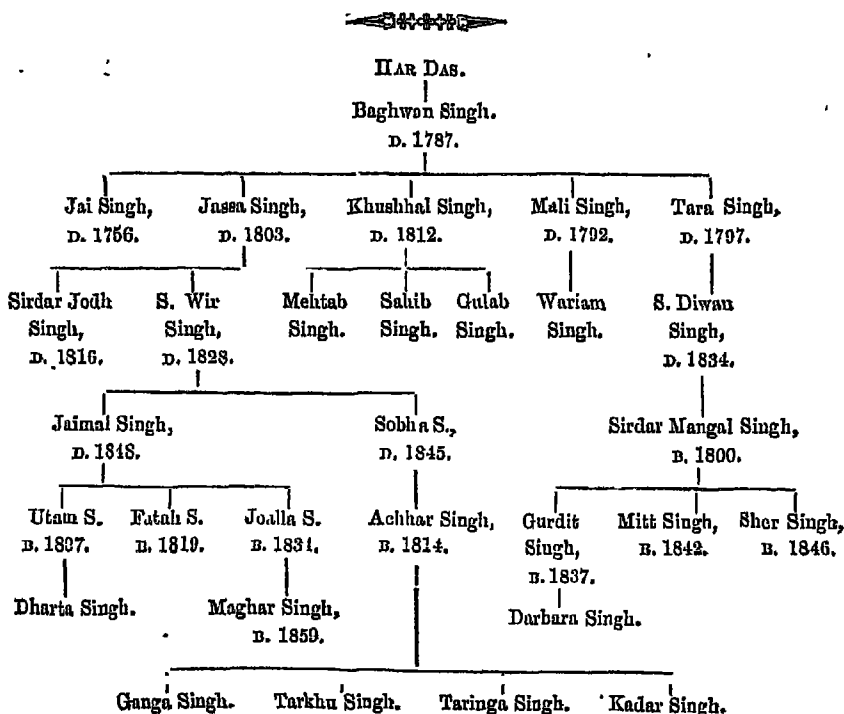 HAR DAS.
Baghwan Singh.
D. 1787.
Jai Singh, Jassa Singh, Khushhal Singh, Mali Singh, Tara Singh,
D. 1756. D. 1803. D. 1812. D. 1792. D. 1797.
Sirdar Jodh S. Wir Mehtab Sahib Gulab Wariam S. Diwan
Singh, Singh, Singh. Singh. Singh. Singh. Singh,
D. 1816. D. 1828. D. 1834.
Jaimal Singh, Sobha S., Sirdar Mangal Singh,
D. 1848. D. 1845. B. 1800.
Utam S. Fatah S. Joalla S. Achhar Singh, Gurdit Mitt Singh, Sher Singh,
B. 1807. B. 1819. B. 1831. B. 1814. Singh, B. 1842. B. 1846.
B. 1837.
Dharta Singh. Maghar Singh, Darbara Singh.
B. 1859.
Ganga Singh. Tarkhu Singh. Taringa Singh. Kadar Singh.